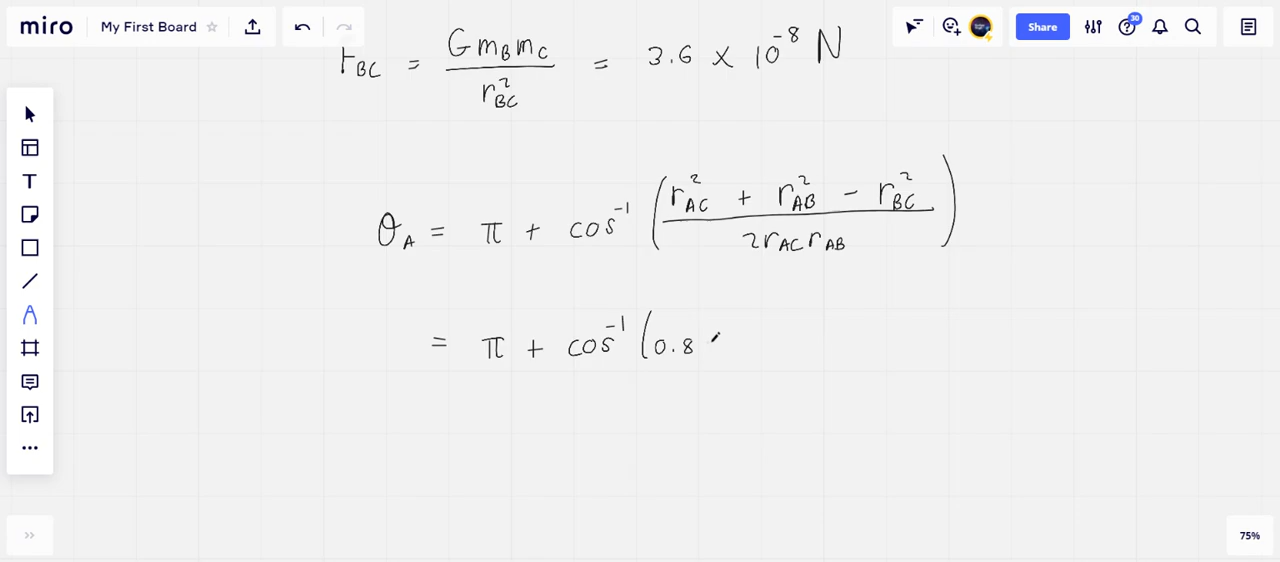 miro My First Board Share 30
F_BC = G m_B m_C / r_BC^2 = 3.6 × 10^-8 N
θ_A = π + cos^-1 ( (r_AC^2 + r_AB^2 - r_BC^2) / (2 r_AC r_AB) )
= π + cos^-1 (0.8
T
75%